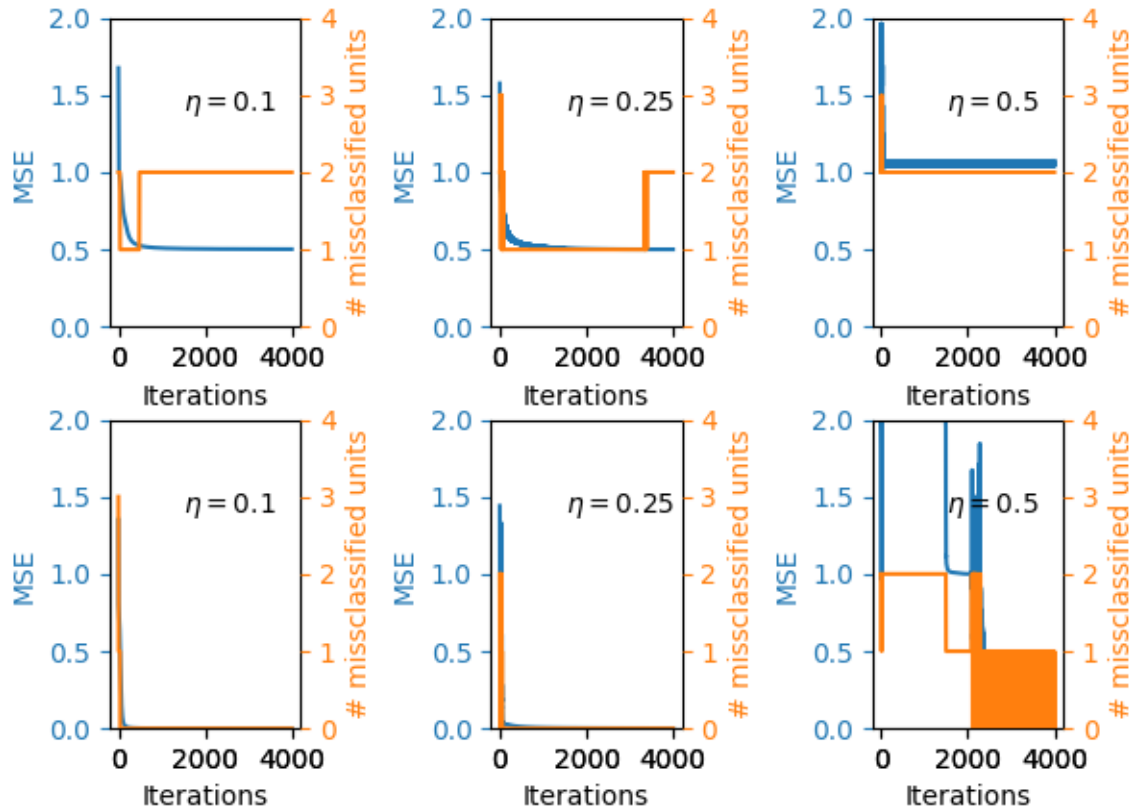 2.0 4 2.0 4 2.0 4
MSE 1.5 η = 0.1 3 # missclassified units MSE 1.5 η = 0.25 3 # missclassified units MSE 1.5 η = 0.5 3 # missclassified units
1.0 2 1.0 2 1.0 2
0.5 1 0.5 1 0.5 1
0.0 0 0.0 0 0.0 0
0 2000 4000 0 2000 4000 0 2000 4000
Iterations Iterations Iterations
2.0 4 2.0 4 2.0 4
MSE 1.5 η = 0.1 3 # missclassified units MSE 1.5 η = 0.25 3 # missclassified units MSE 1.5 η = 0.5 3 # missclassified units
1.0 2 1.0 2 1.0 2
0.5 1 0.5 1 0.5 1
0.0 0 0.0 0 0.0 0
0 2000 4000 0 2000 4000 0 2000 4000
Iterations Iterations Iterations